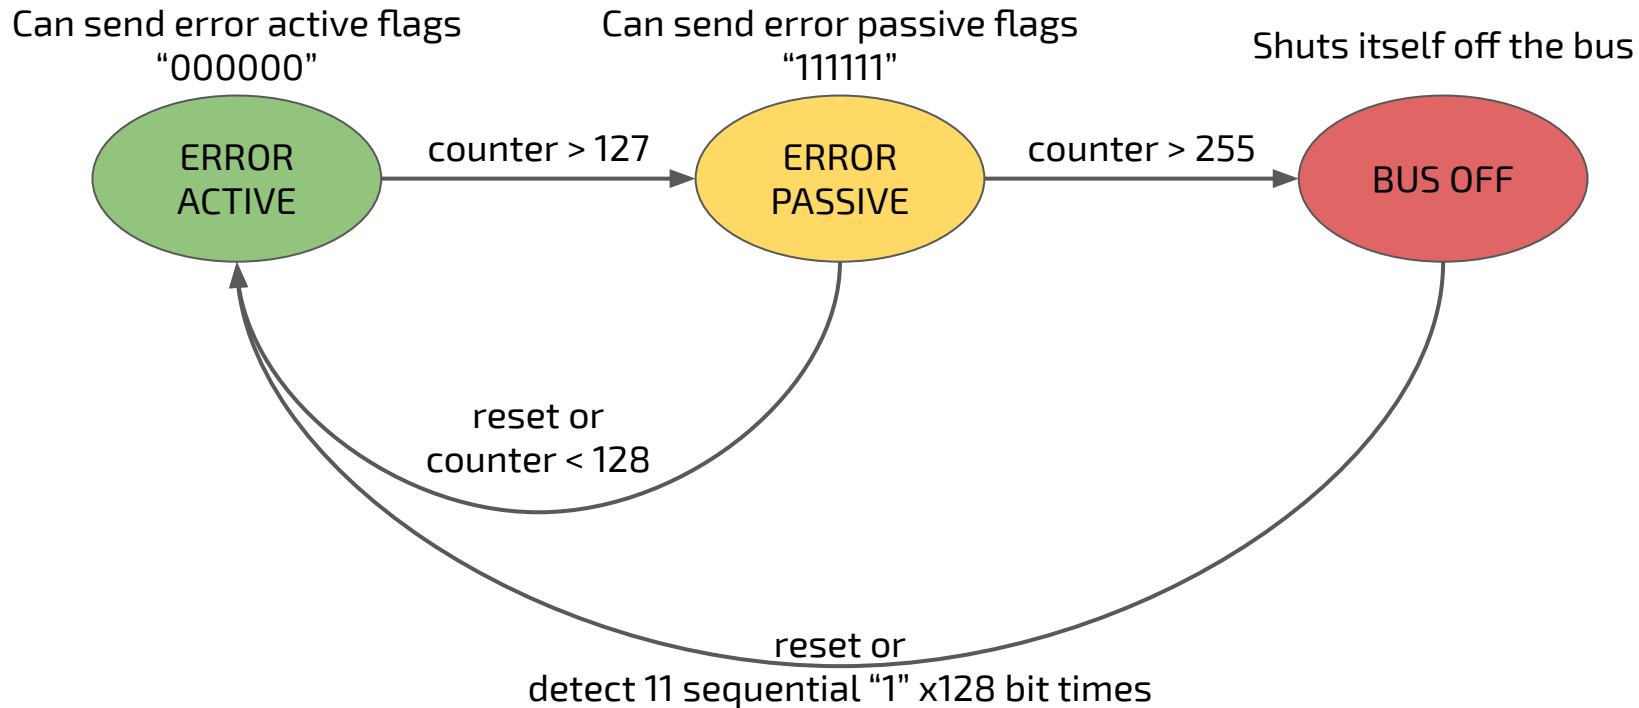 Can send error active flags
“000000”
Can send error passive flags
“111111”
Shuts itself off the bus
ERROR
ACTIVE
counter > 127
ERROR
PASSIVE
counter > 255
BUS OFF
reset or
counter < 128
reset or
detect 11 sequential “1” x128 bit times